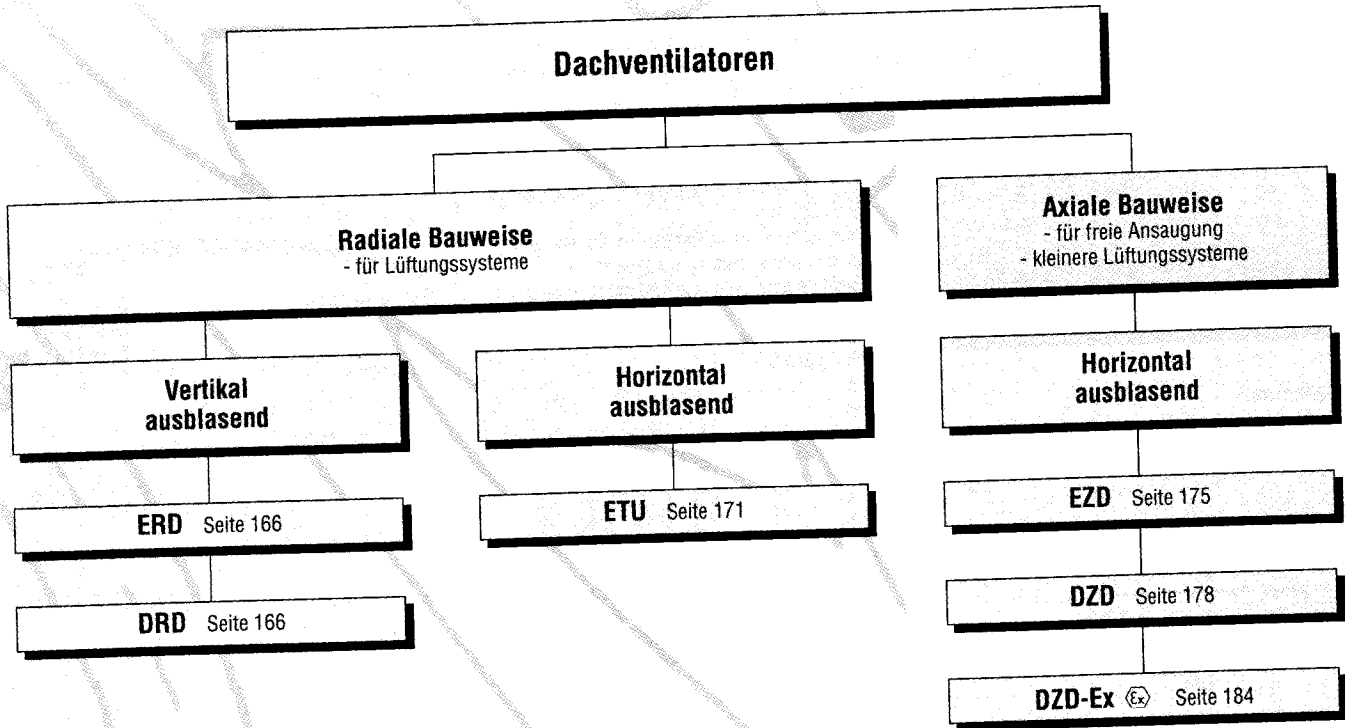 Dachventilatoren
Radiale Bauweise
- für Lüftungssysteme
Axiale Bauweise
- für freie Ansaugung
- kleinere Lüftungssysteme
Vertikal
ausblasend
Horizontal
ausblasend
Horizontal
ausblasend
ERD Seite 166
ETU Seite 171
EZD Seite 175
DRD Seite 166
DZD Seite 178
DZD-Ex Ex Seite 184